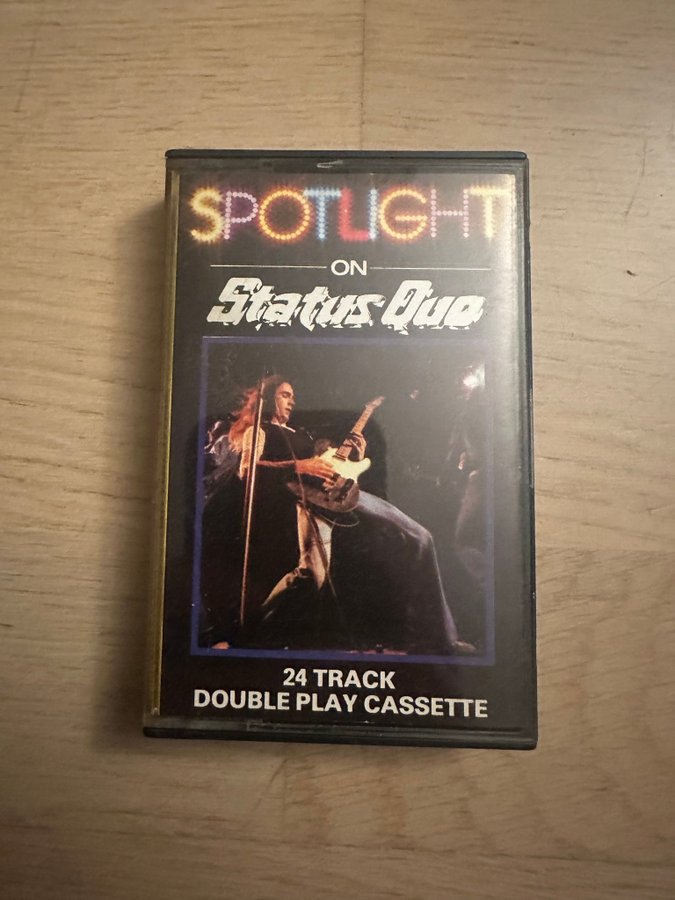 SPOTLIGHT
ON
Status Quo
24 TRACK
DOUBLE PLAY CASSETTE